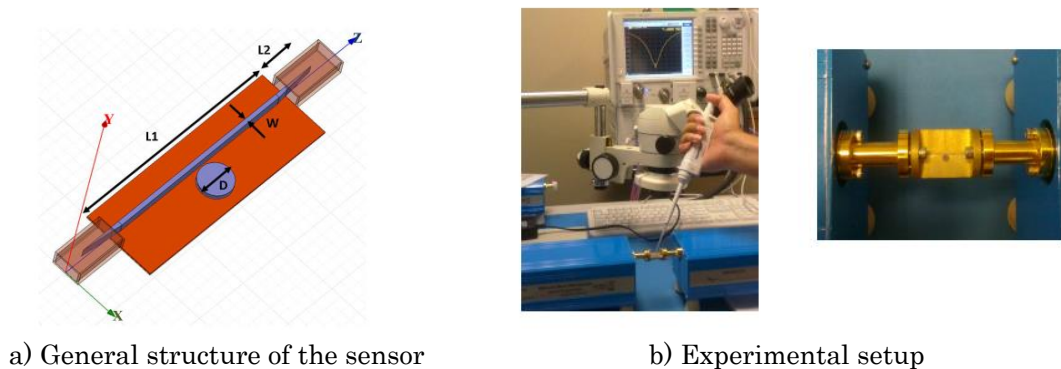 Z
L2
Y
L1
W
D
X
a) General structure of the sensor
b) Experimental setup